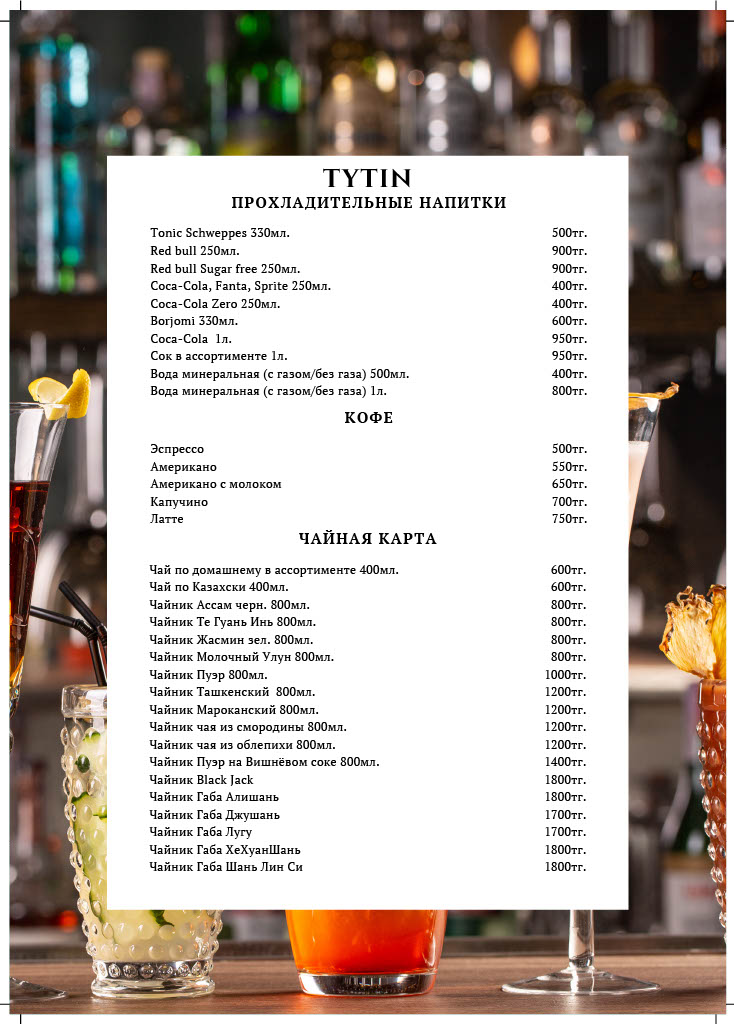 TYTIN
ПРОХЛАДИТЕЛЬНЫЕ НАПИТКИ
Tonic Schweppes 330мл. 500тг.
Red bull 250мл. 900тг.
Red bull Sugar free 250мл. 900тг.
Coca-Cola, Fanta, Sprite 250мл. 400тг.
Coca-Cola Zero 250мл. 400тг.
Borjomi 330мл. 600тг.
Coca-Cola 1л. 950тг.
Сок в ассортименте 1л. 950тг.
Вода минеральная (с газом/без газа) 500мл. 400тг.
Вода минеральная (с газом/без газа) 1л. 800тг.
КОФЕ
Эспрессо 500тг.
Американо 550тг.
Американо с молоком 650тг.
Капучино 700тг.
Латте 750тг.
ЧАЙНАЯ КАРТА
Чай по домашнему в ассортименте 400мл. 600тг.
Чай по Казахски 400мл. 600тг.
Чайник Ассам черн. 800мл. 800тг.
Чайник Те Гуань Инь 800мл. 800тг.
Чайник Жасмин зел. 800мл. 800тг.
Чайник Молочный Улун 800мл. 800тг.
Чайник Пуэр 800мл. 1000тг.
Чайник Ташкенский 800мл. 1200тг.
Чайник Мароканский 800мл. 1200тг.
Чайник чая из смородины 800мл. 1200тг.
Чайник чая из облепихи 800мл. 1200тг.
Чайник Пуэр на Вишнёвом соке 800мл. 1400тг.
Чайник Black Jack 1800тг.
Чайник Габа Алишань 1800тг.
Чайник Габа Джушань 1700тг.
Чайник Габа Лугу 1700тг.
Чайник Габа ХеХуанШань 1800тг.
Чайник Габа Шань Лин Си 1800тг.